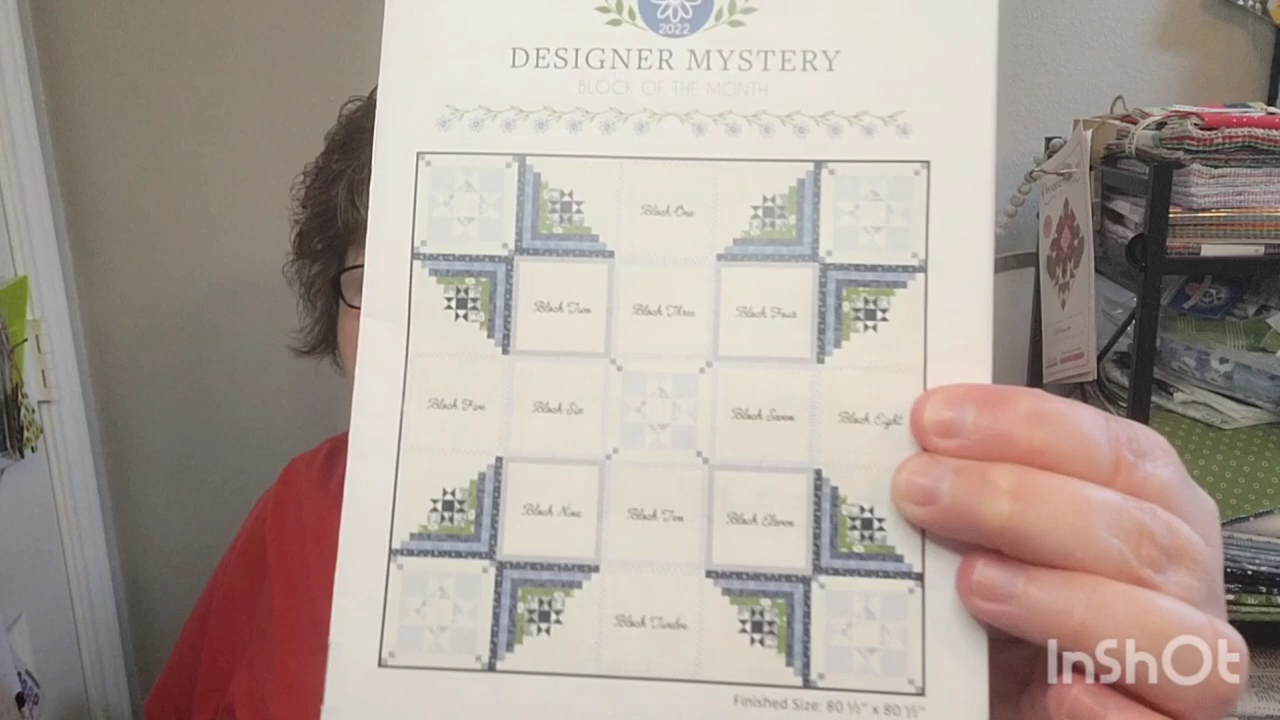 2022
DESIGNER MYSTERY
BLOCK OF THE MONTH
Block One
Block Two
Block Three
Block Four
Block Five
Block Six
Block Seven
Block Eight
Block Nine
Block Ten
Block Eleven
Block Twelve
Finished Size: 80 ½" x 80 ½"
InShOt